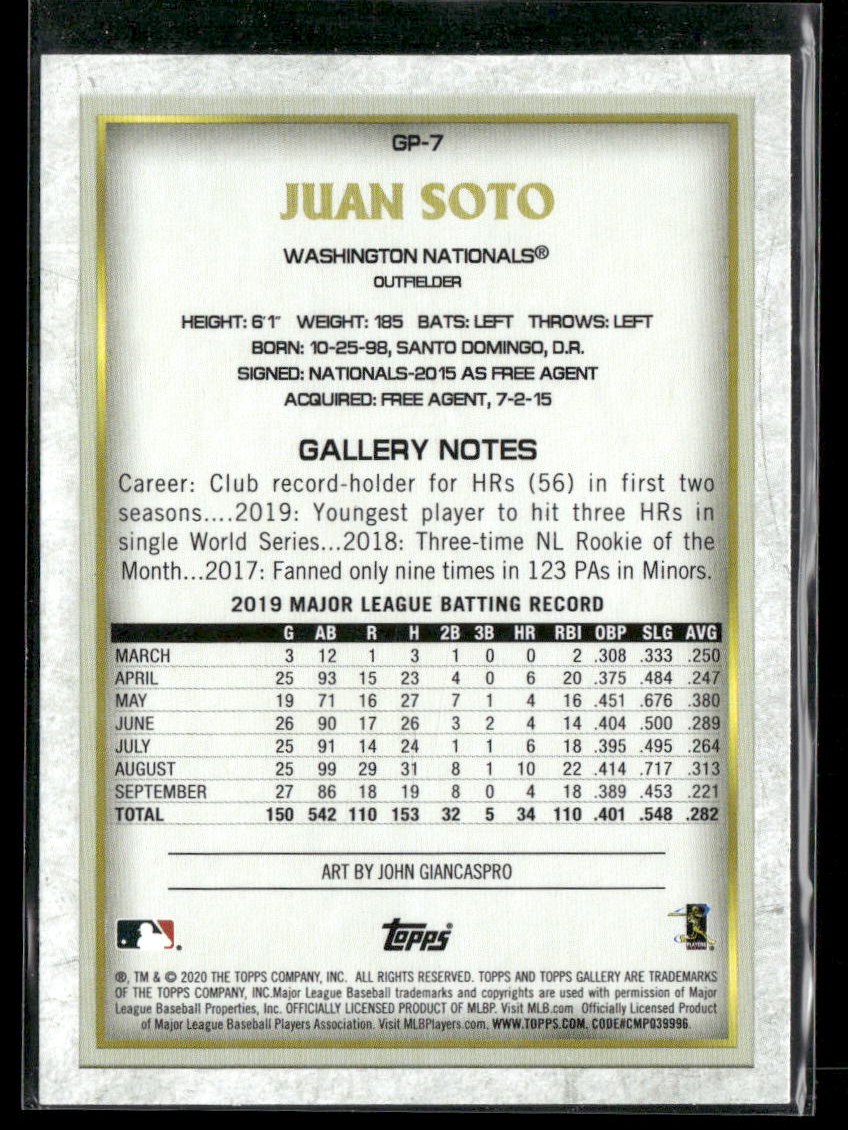 GP-7
JUAN SOTO
WASHINGTON NATIONALS®
OUTFIELDER
HEIGHT: 6'1" WEIGHT: 185 BATS: LEFT THROWS: LEFT
BORN: 10-25-98, SANTO DOMINGO, D.R.
SIGNED: NATIONALS-2015 AS FREE AGENT
ACQUIRED: FREE AGENT, 7-2-15
GALLERY NOTES
Career: Club record-holder for HRs (56) in first two
seasons....2019: Youngest player to hit three HRs in
single World Series...2018: Three-time NL Rookie of the
Month...2017: Fanned only nine times in 123 PAs in Minors.
2019 MAJOR LEAGUE BATTING RECORD
G AB R H 2B 3B HR RBI OBP SLG AVG
MARCH 3 12 1 3 1 0 0 2 .308 .333 .250
APRIL 25 93 15 23 4 0 6 20 .375 .484 .247
MAY 19 71 16 27 7 1 4 16 .451 .676 .380
JUNE 26 90 17 26 3 2 4 14 .404 .500 .289
JULY 25 91 14 24 1 1 6 18 .395 .495 .264
AUGUST 25 99 29 31 8 1 10 22 .414 .717 .313
SEPTEMBER 27 86 18 19 8 0 4 18 .389 .453 .221
TOTAL 150 542 110 153 32 5 34 110 .401 .548 .282
ART BY JOHN GIANCASPRO
topps®
PLAYERS
®, TM & © 2020 THE TOPPS COMPANY, INC. ALL RIGHTS RESERVED. TOPPS AND TOPPS GALLERY ARE TRADEMARKS
OF THE TOPPS COMPANY, INC.Major League Baseball trademarks and copyrights are used with permission of Major
League Baseball Properties, Inc. OFFICIALLY LICENSED PRODUCT OF MLBP. Visit MLB.com Officially Licensed Product
of Major League Baseball Players Association. Visit MLBPlayers.com. WWW.TOPPS.COM. CODE#CMP039996.